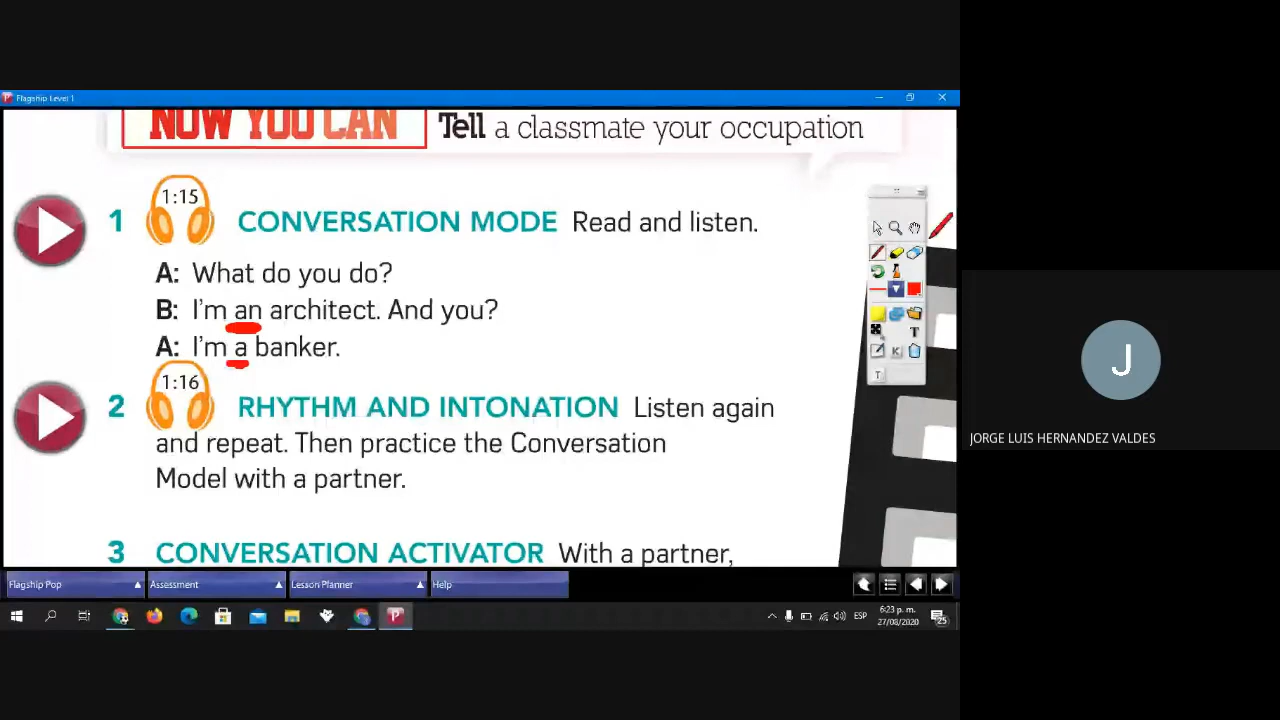 Flagship Level 1
NOW YOU CAN Tell a classmate your occupation
1 1:15 CONVERSATION MODE Read and listen.
A: What do you do?
B: I'm an architect. And you?
A: I'm a banker.
2 1:16 RHYTHM AND INTONATION Listen again
and repeat. Then practice the Conversation
Model with a partner.
3 CONVERSATION ACTIVATOR With a partner,
Flagship Pop Assessment Lesson Planner Help
ESP
6:23 p. m.
27/08/2020
25
T
K
T
J
JORGE LUIS HERNANDEZ VALDES